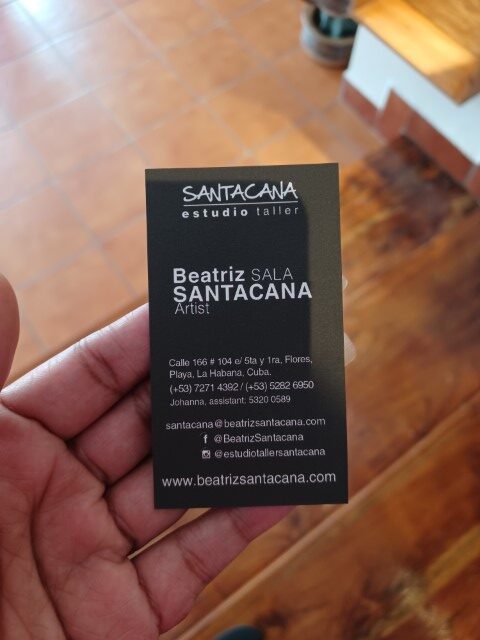 SANTACANA
estudio taller
Beatriz SALA
SANTACANA
Artist
Calle 166 # 104 e/ 5ta y 1ra, Flores,
Playa, La Habana, Cuba.
(+53) 7271 4392 / (+53) 5282 6950
Johanna, assistant: 5320 0589
santacana@beatrizsantacana.com
f @BeatrizSantacana
@estudiotallersantacana
www.beatrizsantacana.com